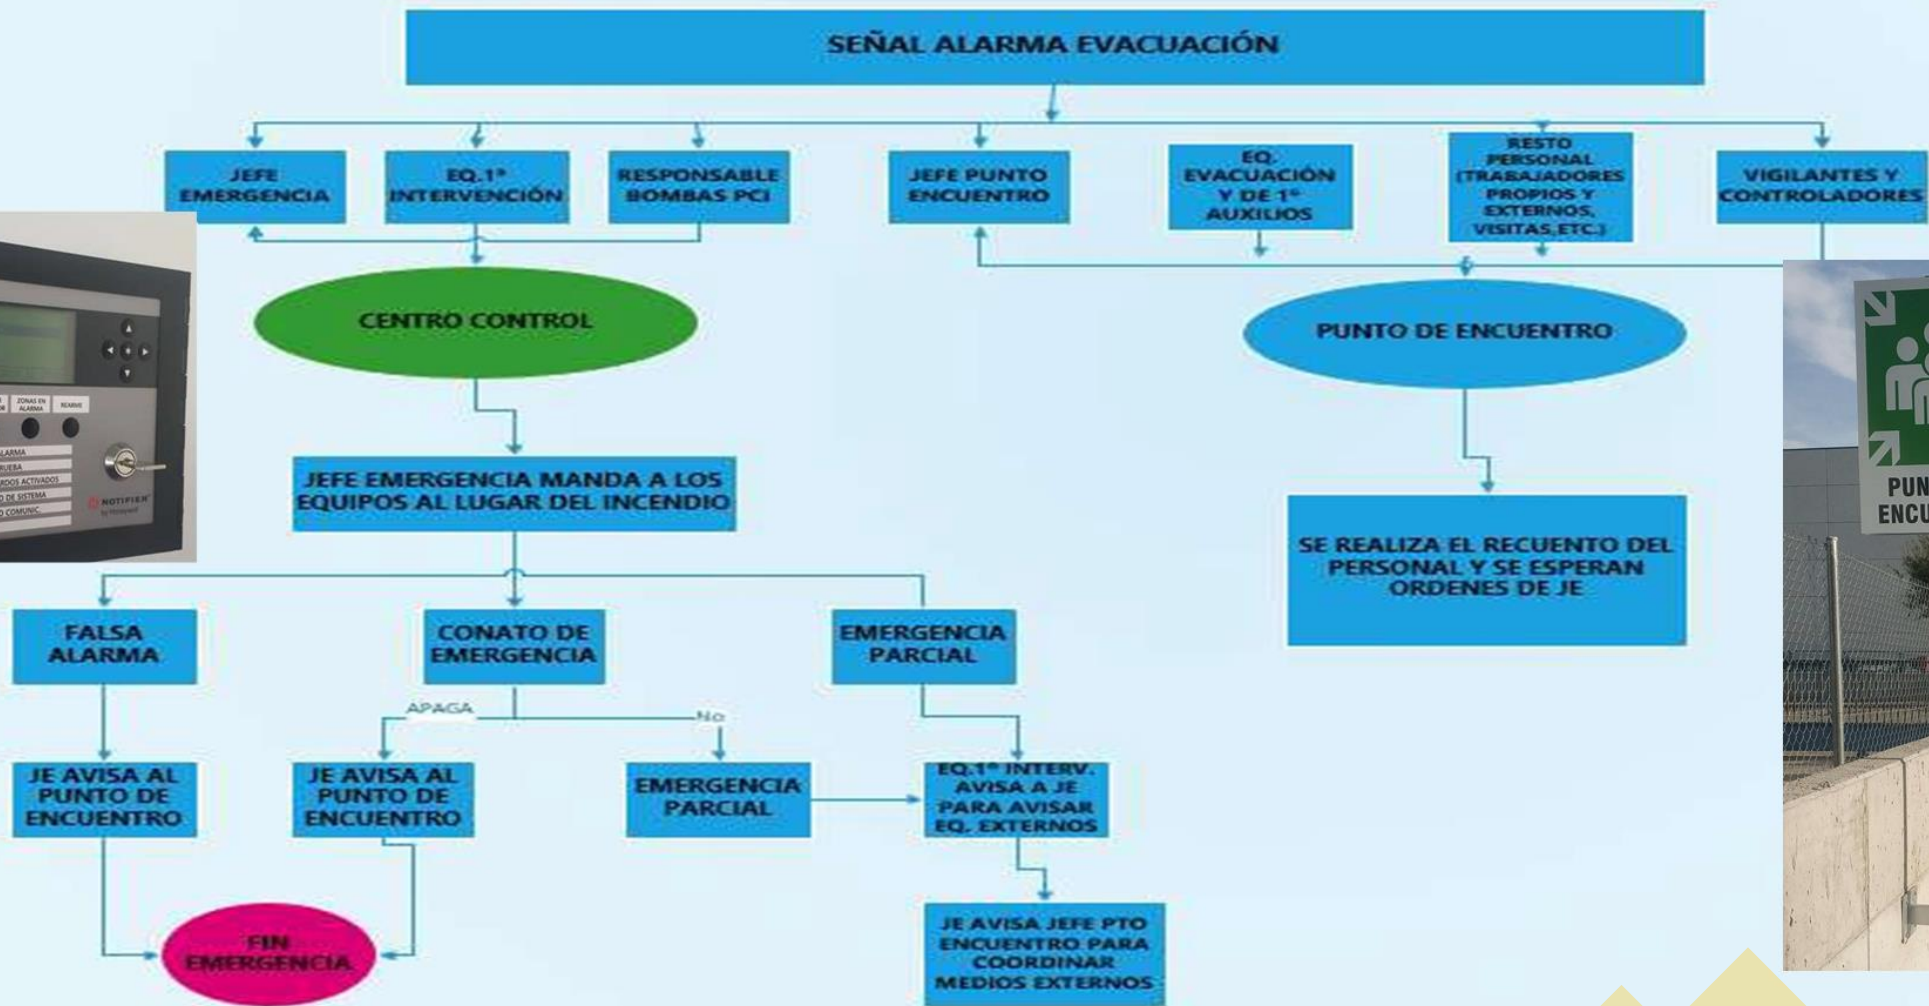 SEÑAL ALARMA EVACUACIÓN
JEFE
EMERGENCIA
EQ.1ª
INTERVENCIÓN
RESPONSABLE
BOMBAS PCI
JEFE PUNTO
ENCUENTRO
EQ.
EVACUACIÓN
Y DE 1º
AUXILIOS
RESTO
PERSONAL
(TRABAJADORES
PROPIOS Y
EXTERNOS,
VISITAS,ETC.)
VIGILANTES Y
CONTROLADORES
CENTRO CONTROL
PUNTO DE ENCUENTRO
ZONAS EN
ALARMA
REARME
NOTIFIER
by Honeywell
JEFE EMERGENCIA MANDA A LOS
EQUIPOS AL LUGAR DEL INCENDIO
PUN
ENCU
SE REALIZA EL RECUENTO DEL
PERSONAL Y SE ESPERAN
ORDENES DE JE
FALSA
ALARMA
CONATO DE
EMERGENCIA
EMERGENCIA
PARCIAL
APAGA
No
JE AVISA AL
PUNTO DE
ENCUENTRO
JE AVISA AL
PUNTO DE
ENCUENTRO
EMERGENCIA
PARCIAL
EQ.1ª INTERV.
AVISA A JE
PARA AVISAR
EQ. EXTERNOS
FIN
EMERGENCIA
JE AVISA JEFE PTO
ENCUENTRO PARA
COORDINAR
MEDIOS EXTERNOS